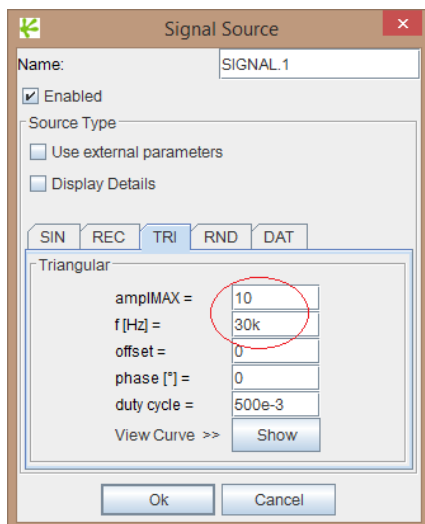 Signal Source
Name: SIGNAL.1
Enabled
Source Type
Use external parameters
Display Details
SIN REC TRI RND DAT
Triangular
amplMAX = 10
f [Hz] = 30k
offset = 0
phase [°] = 0
duty cycle = 500e-3
View Curve >> Show
Ok Cancel